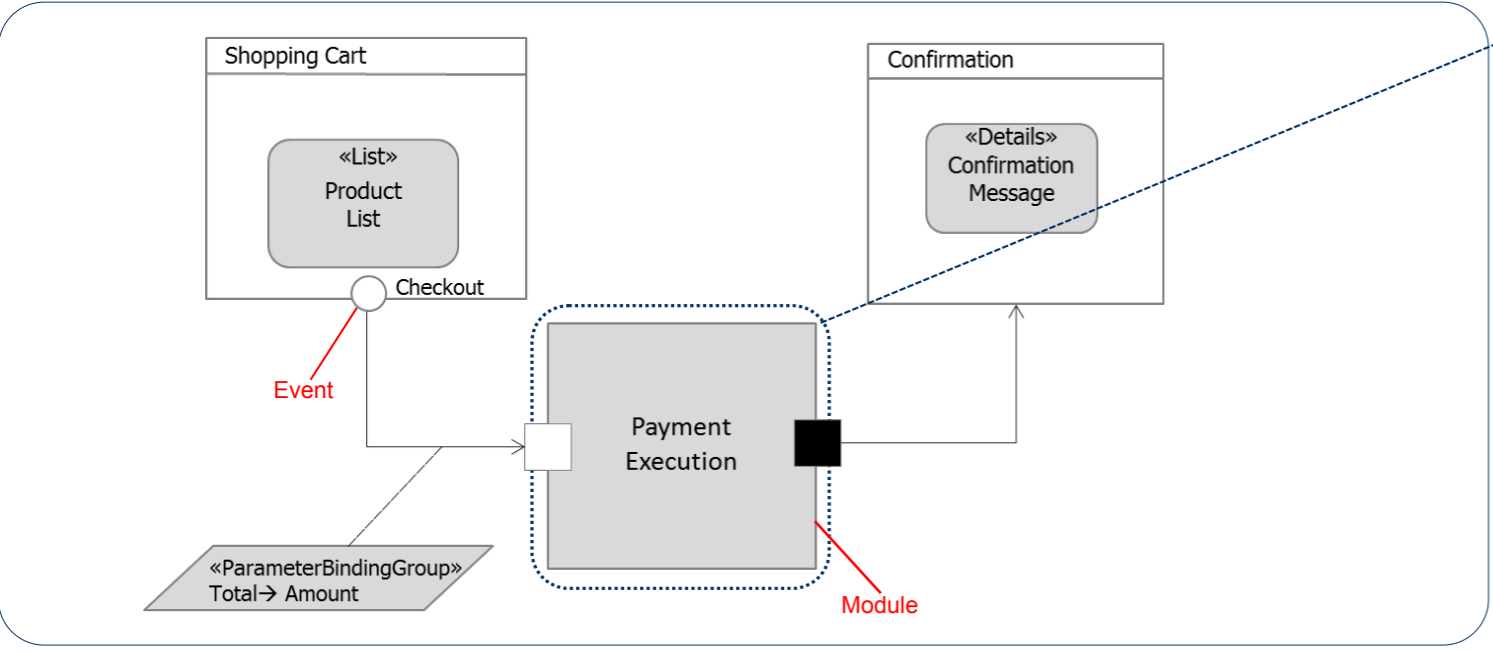 Shopping Cart
«List»
Product
List
Checkout
Event
Confirmation
«Details»
Confirmation
Message
Payment
Execution
Module
«ParameterBindingGroup»
Total→ Amount